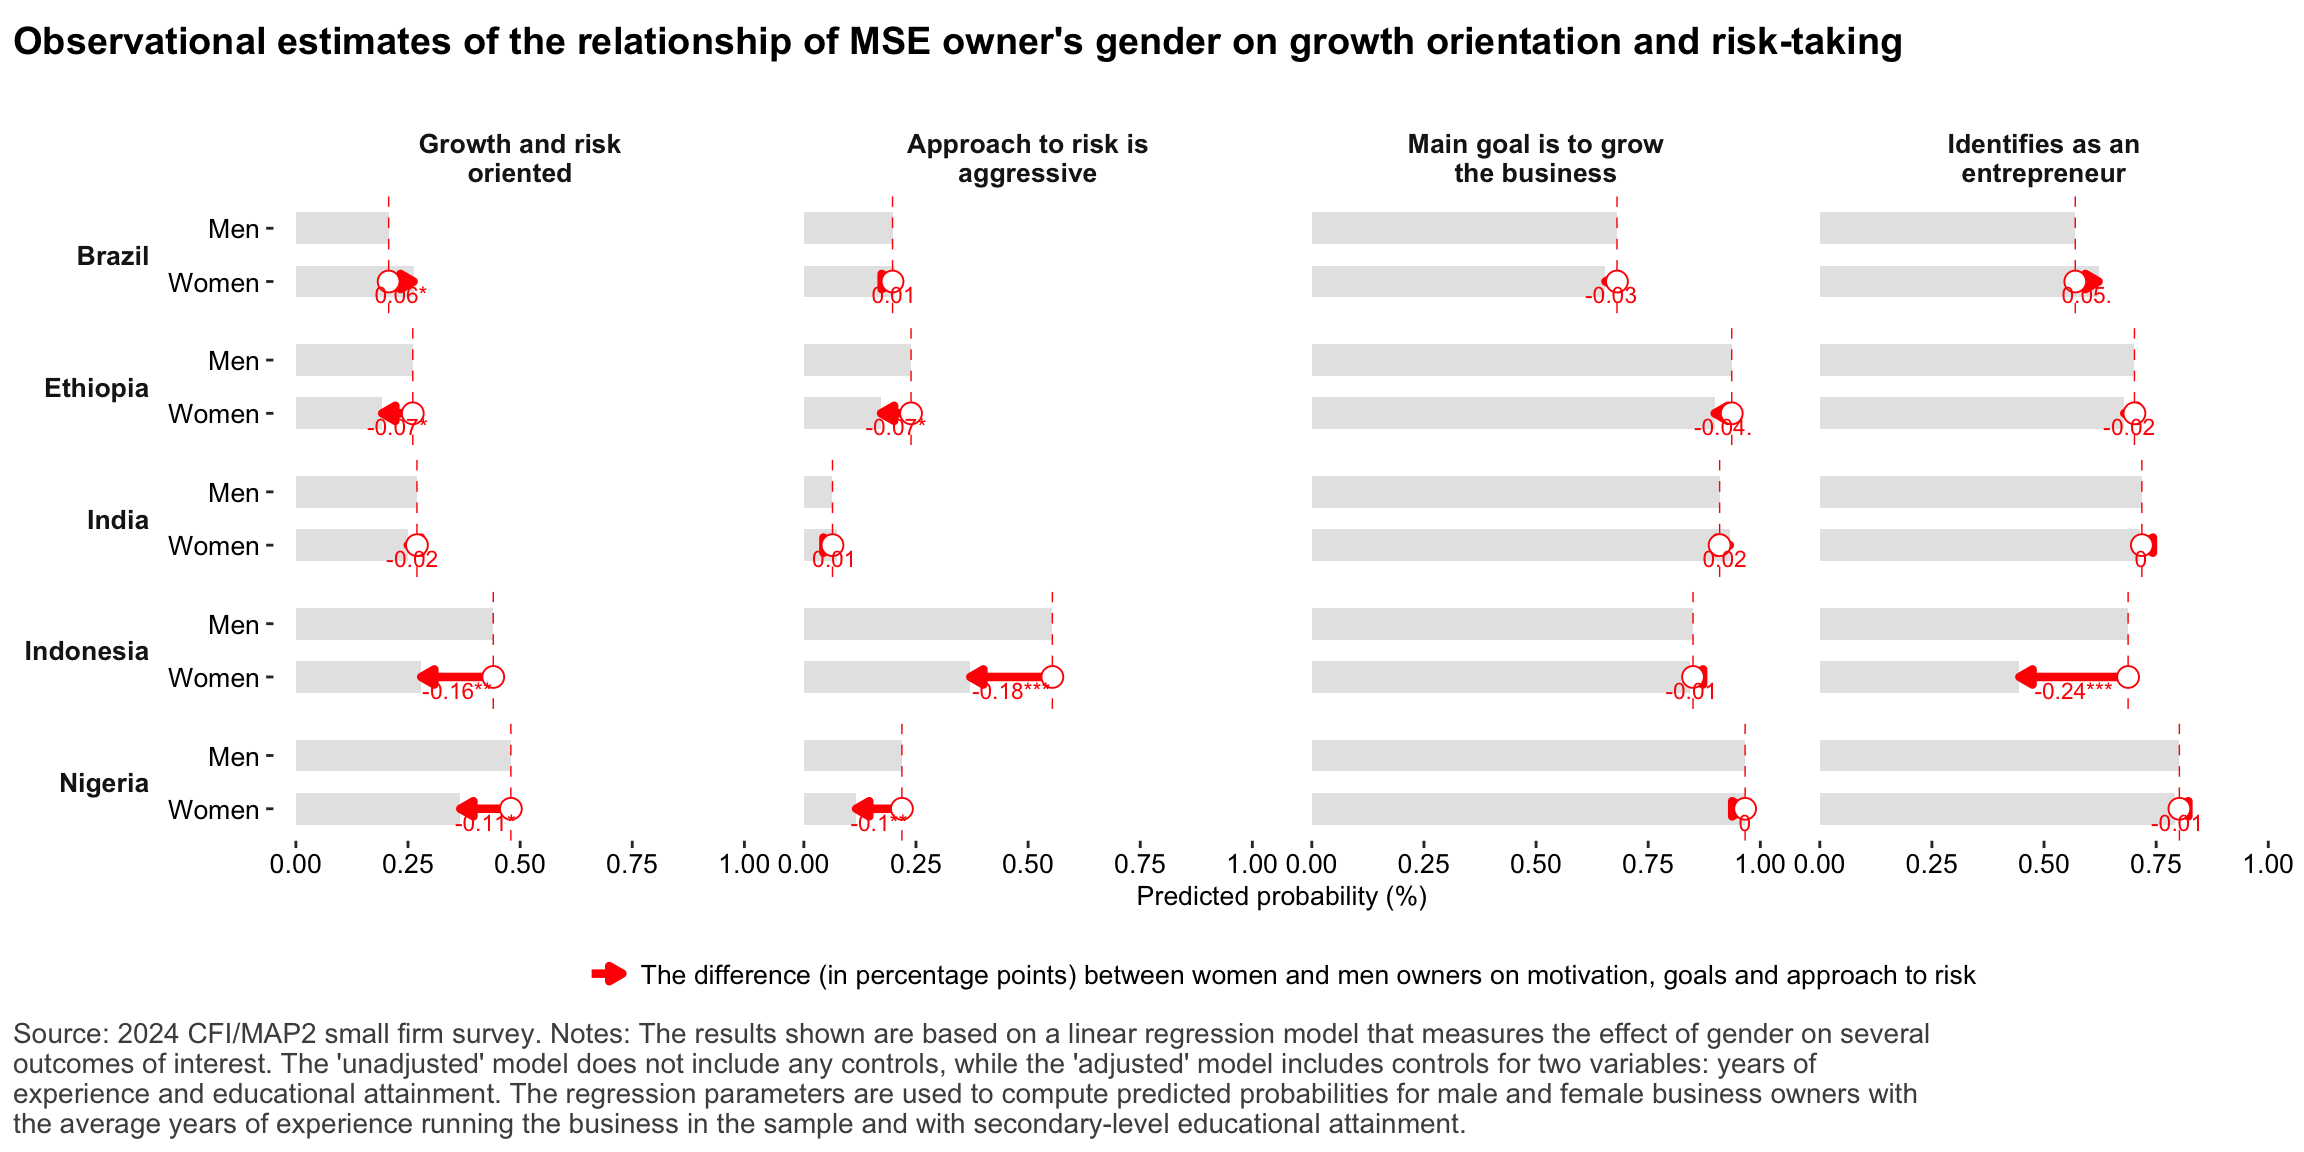 Observational estimates of the relationship of MSE owner's gender on growth orientation and risk-taking
Growth and risk
oriented
Approach to risk is
aggressive
Main goal is to grow
the business
Identifies as an
entrepreneur
Brazil
Men
Women
0.06*
0.01
-0.03
0.05.
Ethiopia
Men
Women
-0.07*
-0.07*
-0.04.
-0.02
India
Men
Women
-0.02
0.01
0.02
0
Indonesia
Men
Women
-0.16**
-0.18***
-0.01
-0.24***
Nigeria
Men
Women
-0.11*
-0.1**
0
-0.01
0.00 0.25 0.50 0.75 1.00 0.00 0.25 0.50 0.75 1.00 0.00 0.25 0.50 0.75 1.00 0.00 0.25 0.50 0.75 1.00
Predicted probability (%)
The difference (in percentage points) between women and men owners on motivation, goals and approach to risk
Source: 2024 CFI/MAP2 small firm survey. Notes: The results shown are based on a linear regression model that measures the effect of gender on several
outcomes of interest. The 'unadjusted' model does not include any controls, while the 'adjusted' model includes controls for two variables: years of
experience and educational attainment. The regression parameters are used to compute predicted probabilities for male and female business owners with
the average years of experience running the business in the sample and with secondary-level educational attainment.